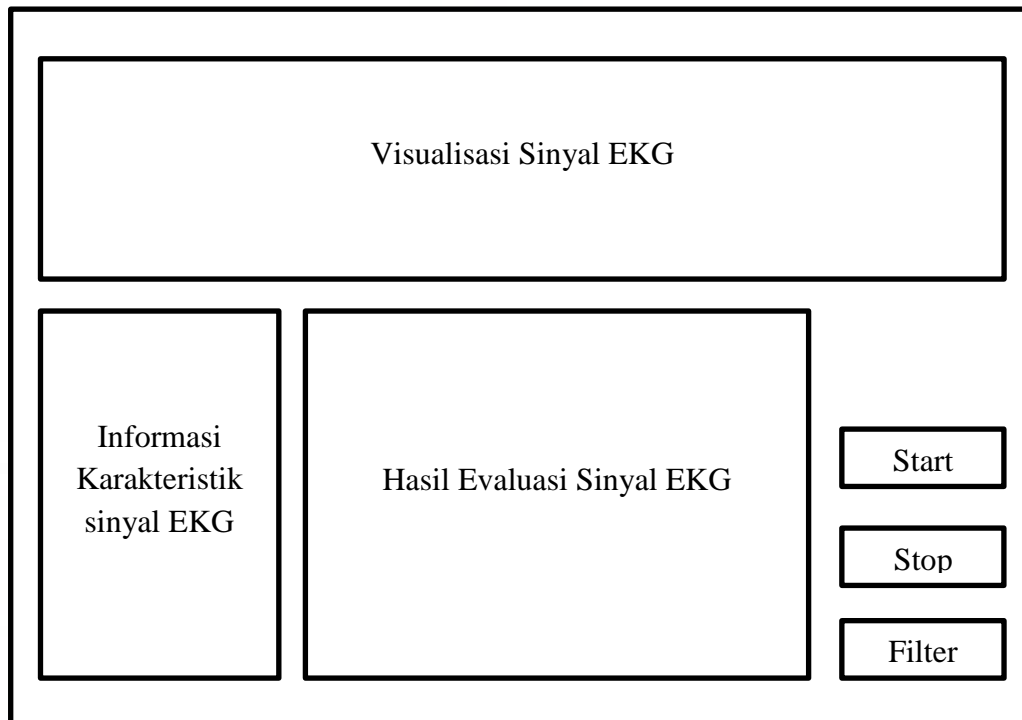 Visualisasi Sinyal EKG
Informasi
Karakteristik
sinyal EKG
Hasil Evaluasi Sinyal EKG
Start
Stop
Filter